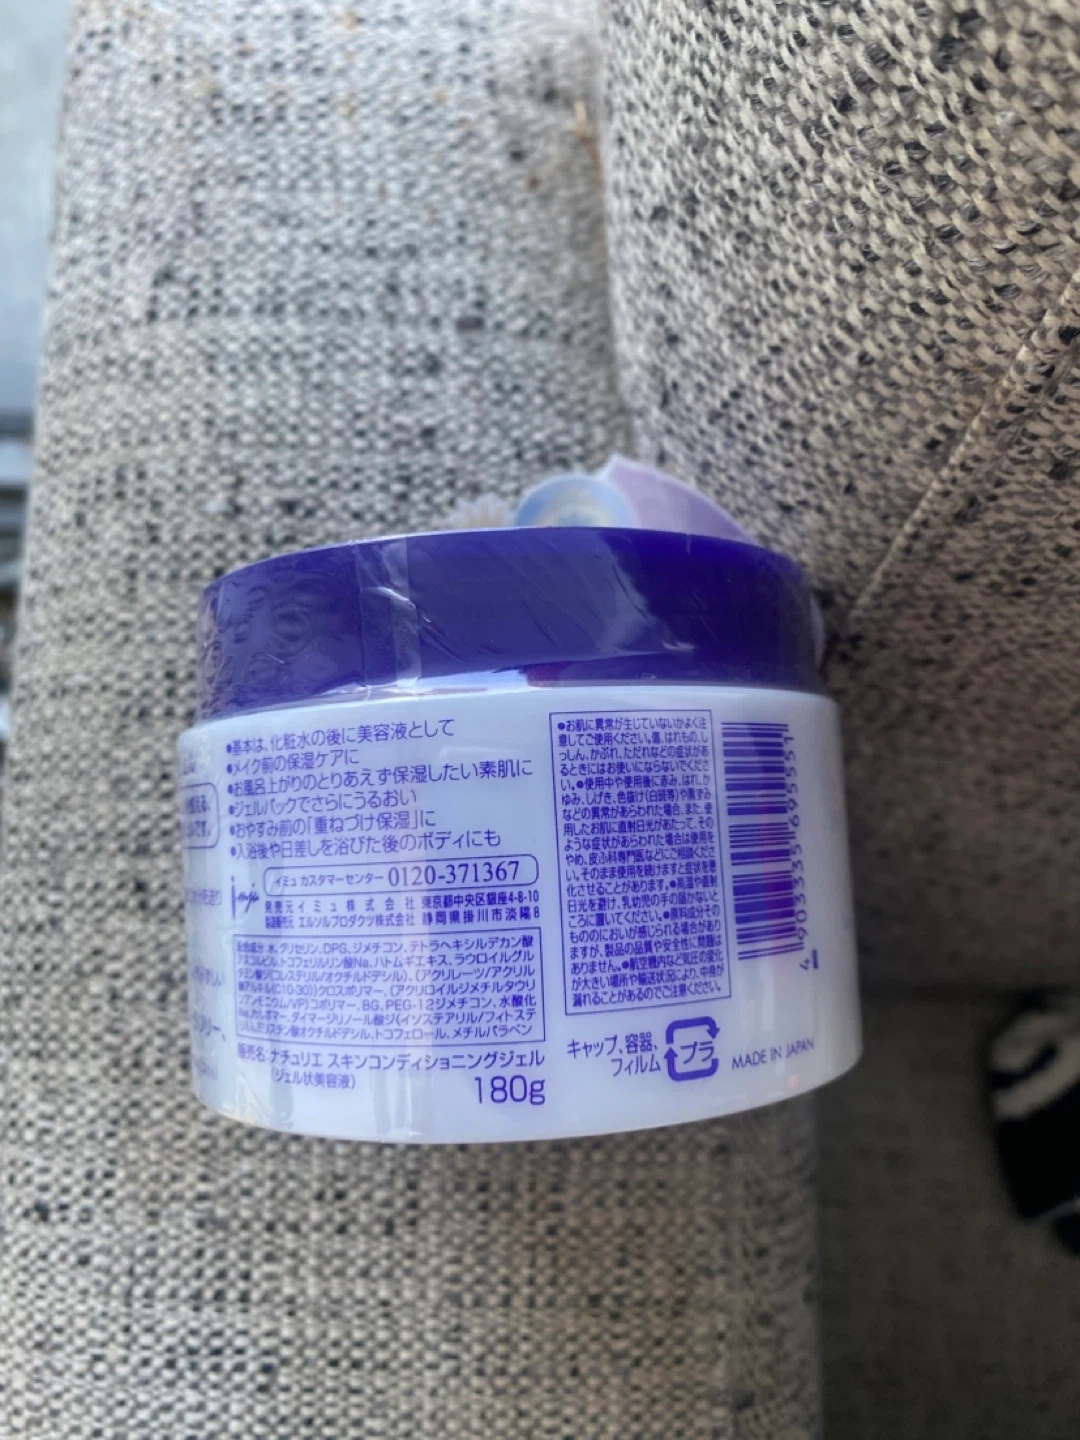 ●基本は、化粧水の後に美容液として
●メイク前の保湿ケアに
●お風呂上がりのとりあえず保湿したい素肌に
●ジェルパックでさらにうるおい
●おやすみ前の「重ねづけ保湿」に
●入浴後や日差しを浴びた後のボディにも
イミュ カスタマーセンター 0120-371367
発売元 イミュ株式会社 東京都中央区銀座4-8-10
製造販売元 エルソルプロダクツ株式会社 静岡県掛川市淡陽8
配合成分:水、グリセリン、DPG、ジメチコン、テトラヘキシルデカン酸
アスコルビル、トコフェリルリン酸Na、ハトムギエキス、ラウロイルグル
タミン酸ジ(コレステリル/オクチルドデシル)、(アクリレーツ/アクリル
酸アルキル(C10-30))クロスポリマー、(アクリロイルジメチルタウリ
ンアンモニウム/VP)コポリマー、BG、PEG-12ジメチコン、水酸化
Na、カルボマー、ダイマージリノール酸ジ(イソステアリル/フィトステ
リル)、ミリスチン酸オクチルドデシル、トコフェロール、メチルパラベン
販売名:ナチュリエ スキンコンディショニングジェル
(ジェル状美容液)
180g
●お肌に異常が生じていないかよく注
意してご使用ください。傷、はれもの、し
っしん、かぶれ、ただれなどの症状があ
るときにはお使いにならないでくださ
い。●使用中や使用後に赤み、はれ、か
ゆみ、しげき、色抜け(白斑等)や黒ずみ
などの異常があらわれた場合、また、使
用したお肌に直射日光があたって、その
ような症状があらわれた場合は使用を
やめ、皮ふ科専門医などにご相談くださ
い。そのまま使用を続けますと症状を悪
化させることがあります。●高温や直射
日光を避け、乳幼児の手の届かないと
ころに置いてください。●原料成分その
もののにおいが感じられる場合があり
ますが、製品の品質や安全性に問題は
ありません。●航空機内など気圧の変化
が大きい場所や輸送状況により、中身が
漏れることがあるのでご注意ください。
キャップ、容器、
フィルム
プラ
MADE IN JAPAN
4 903335 695551